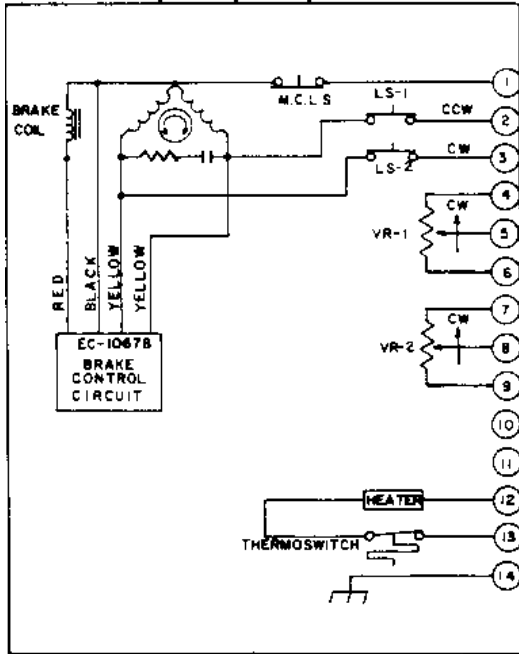 1
M.C.L.S
LS-1
CCW
2
BRAKE
COIL
CW
3
LS-2
4
CW
VR-1
5
6
RED
BLACK
YELLOW
YELLOW
7
CW
VR-2
8
9
EC-10678
BRAKE
CONTROL
CIRCUIT
10
11
HEATER
12
THERMOSWITCH
13
14